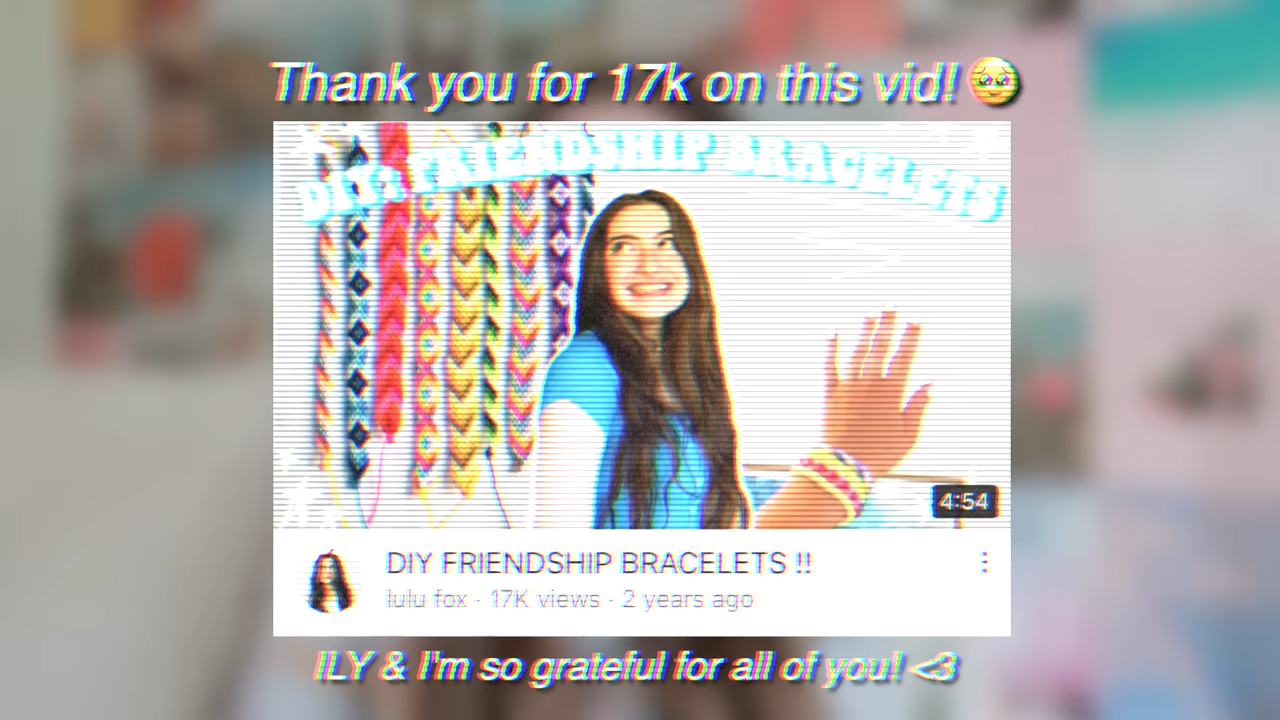 Thank you for 17k on this vid! 🥹
DIY: FRIENDSHIP BRACELETS
4:54
DIY FRIENDSHIP BRACELETS !!
lulu fox · 17K views · 2 years ago
ILY & I'm so grateful for all of you! <3